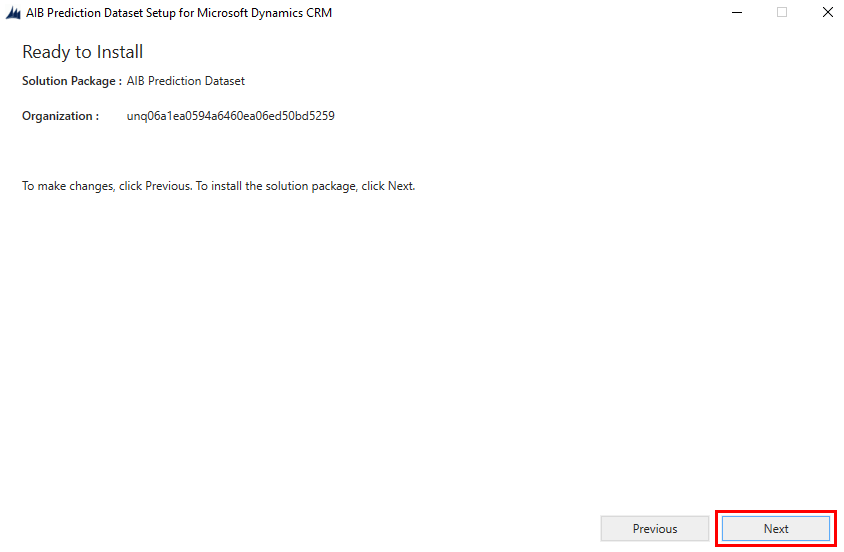 AIB Prediction Dataset Setup for Microsoft Dynamics CRM
Ready to Install
Solution Package : AIB Prediction Dataset
Organization : unq06a1ea0594a6460ea06ed50bd5259
To make changes, click Previous. To install the solution package, click Next.
Previous Next